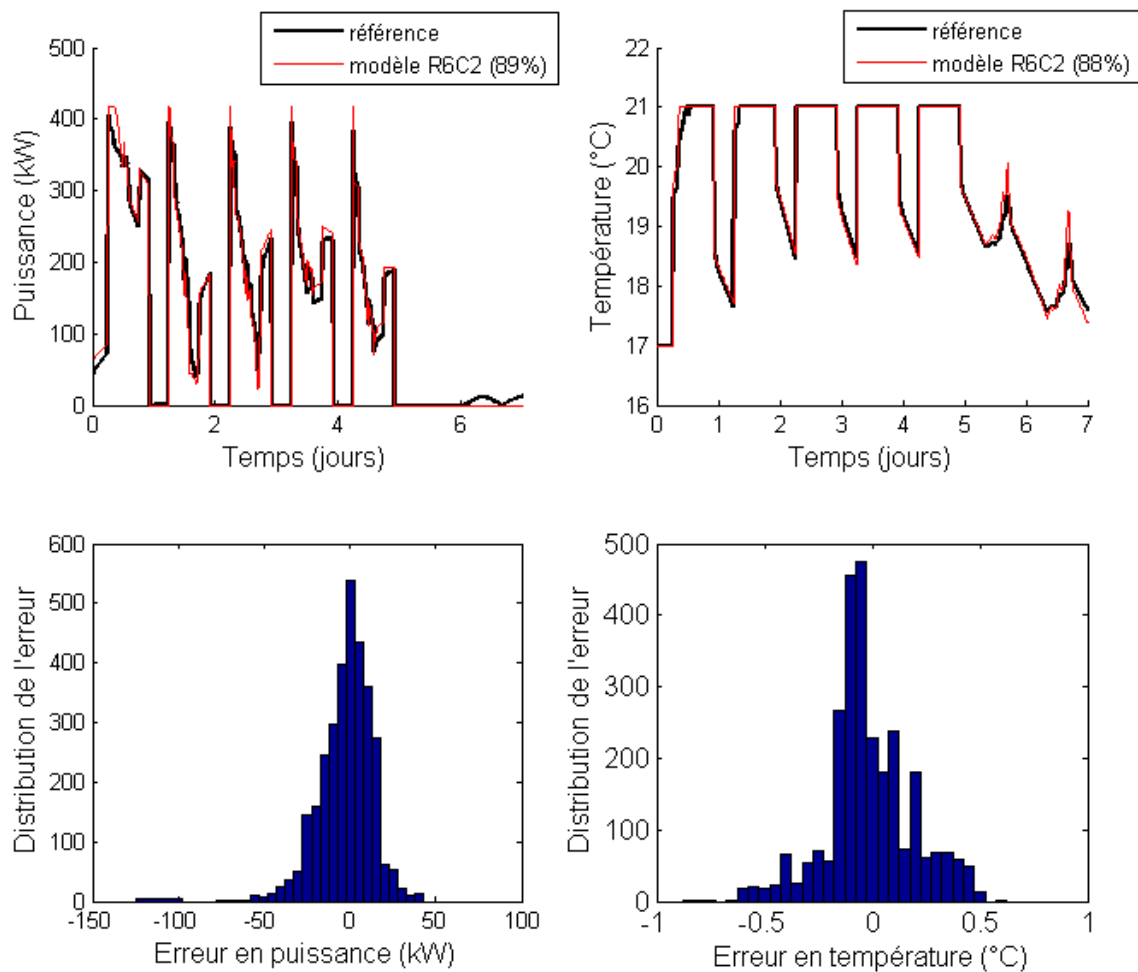 référence
modèle R6C2 (89%)
Puissance (kW)
500
400
300
200
100
0
0 2 4 6
Temps (jours)
référence
modèle R6C2 (88%)
Température (°C)
22
21
20
19
18
17
16
0 1 2 3 4 5 6 7
Temps (jours)
Distribution de l'erreur
600
500
400
300
200
100
0
-150 -100 -50 0 50 100
Erreur en puissance (kW)
Distribution de l'erreur
500
400
300
200
100
0
-1 -0.5 0 0.5 1
Erreur en température (°C)